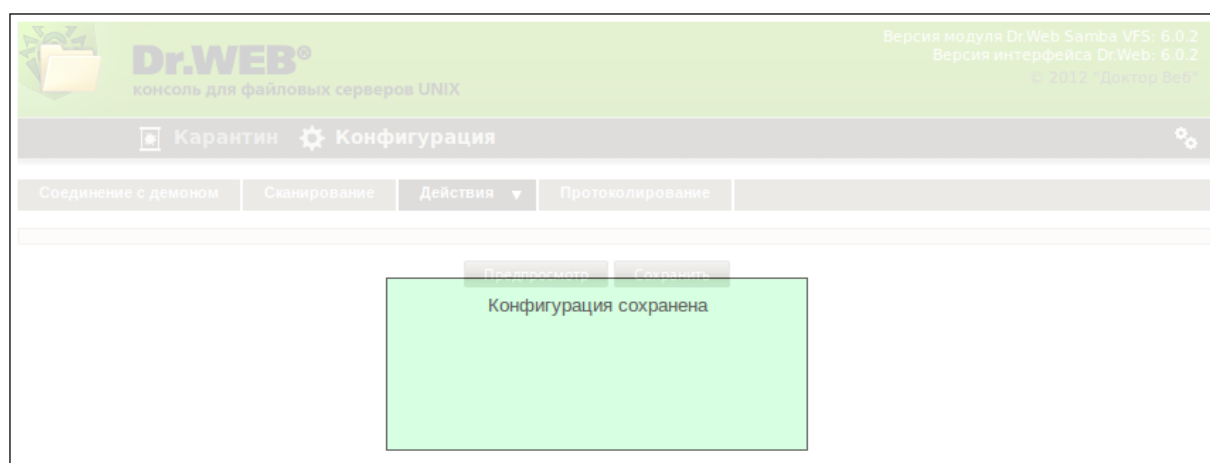 Dr.WEB®
консоль для файловых серверов UNIX
Версия модуля Dr.Web Samba VFS: 6.0.2
Версия интерфейса Dr.Web: 6.0.2
© 2012 "Доктор Веб"
Карантин Конфигурация
Соединение с демоном Сканирование Действия Протоколирование
Предпросмотр Сохранить
Конфигурация сохранена